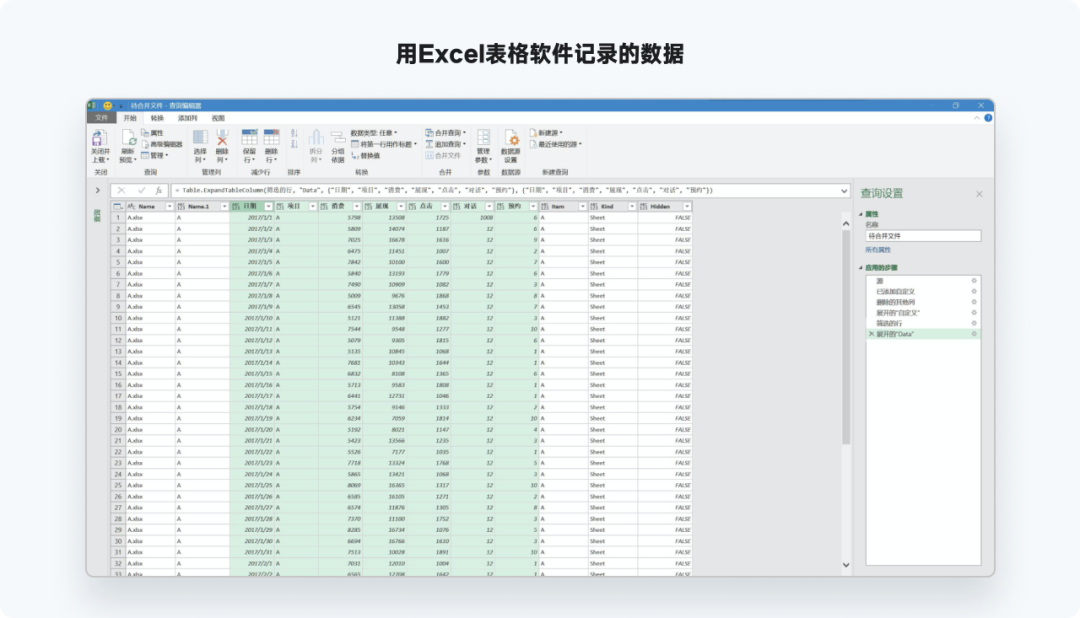 用Excel表格软件记录的数据
待合并文件 - 查询编辑器
文件 开始 转换 添加列 视图
关闭并上载 刷新预览 属性 高级编辑器 管理 选择列 删除列 保留行 删除行 拆分列 分组依据 数据类型: 任意 将第一行用作标题 替换值 合并查询 追加查询 合并文件 管理参数 数据源设置 新建源 最近使用的源
关闭 查询 管理列 减少行 排序 转换 合并 参数 数据源 新建查询
= Table.ExpandTableColumn(筛选的行, "Data", {"日期", "项目", "消费", "展现", "点击", "对话", "预约"}, {"日期", "项目", "消费", "展现", "点击", "对话", "预约"})
Name Name.1 日期 项目 消费 展现 点击 对话 预约 Item Kind Hidden
1 A.xlsx A 2017/1/1 A 5798 13508 1725 1008 6 A Sheet FALSE
2 A.xlsx A 2017/1/2 A 5809 14074 1187 12 6 A Sheet FALSE
3 A.xlsx A 2017/1/3 A 7025 16678 1616 12 9 A Sheet FALSE
4 A.xlsx A 2017/1/4 A 6475 11451 1007 12 2 A Sheet FALSE
5 A.xlsx A 2017/1/5 A 7842 10100 1600 12 7 A Sheet FALSE
6 A.xlsx A 2017/1/6 A 5840 13193 1779 12 6 A Sheet FALSE
7 A.xlsx A 2017/1/7 A 7490 10909 1082 12 3 A Sheet FALSE
8 A.xlsx A 2017/1/8 A 5009 9676 1868 12 8 A Sheet FALSE
9 A.xlsx A 2017/1/9 A 6545 13058 1453 12 7 A Sheet FALSE
10 A.xlsx A 2017/1/10 A 5121 11388 1882 12 3 A Sheet FALSE
11 A.xlsx A 2017/1/11 A 7544 9548 1277 12 10 A Sheet FALSE
12 A.xlsx A 2017/1/12 A 5079 9305 1815 12 6 A Sheet FALSE
13 A.xlsx A 2017/1/13 A 5135 10845 1068 12 1 A Sheet FALSE
14 A.xlsx A 2017/1/14 A 7681 10343 1644 12 1 A Sheet FALSE
15 A.xlsx A 2017/1/15 A 6832 8108 1365 12 6 A Sheet FALSE
16 A.xlsx A 2017/1/16 A 5713 9583 1808 12 1 A Sheet FALSE
17 A.xlsx A 2017/1/17 A 6441 12731 1046 12 1 A Sheet FALSE
18 A.xlsx A 2017/1/18 A 5754 9146 1333 12 2 A Sheet FALSE
19 A.xlsx A 2017/1/19 A 6234 7059 1814 12 10 A Sheet FALSE
20 A.xlsx A 2017/1/20 A 5192 8021 1147 12 4 A Sheet FALSE
21 A.xlsx A 2017/1/21 A 5423 13566 1235 12 3 A Sheet FALSE
22 A.xlsx A 2017/1/22 A 5526 7177 1035 12 1 A Sheet FALSE
23 A.xlsx A 2017/1/23 A 7718 13324 1768 12 5 A Sheet FALSE
24 A.xlsx A 2017/1/24 A 5865 13421 1068 12 3 A Sheet FALSE
25 A.xlsx A 2017/1/25 A 8069 16365 1317 12 10 A Sheet FALSE
26 A.xlsx A 2017/1/26 A 6585 16105 1271 12 2 A Sheet FALSE
27 A.xlsx A 2017/1/27 A 6574 11876 1305 12 8 A Sheet FALSE
28 A.xlsx A 2017/1/28 A 7370 11100 1752 12 3 A Sheet FALSE
29 A.xlsx A 2017/1/29 A 8285 16734 1076 12 5 A Sheet FALSE
30 A.xlsx A 2017/1/30 A 6694 16766 1610 12 3 A Sheet FALSE
31 A.xlsx A 2017/1/31 A 7513 10028 1891 12 10 A Sheet FALSE
32 A.xlsx A 2017/2/1 A 7031 12010 1004 12 1 A Sheet FALSE
33 A.xlsx A 2017/2/2 A 6565 12708 1642 12 1 A Sheet FALSE
查询设置
属性
名称
待合并文件
所有属性
应用的步骤
源
已添加自定义
删除的其他列
展开的"自定义"
筛选的行
展开的"Data"